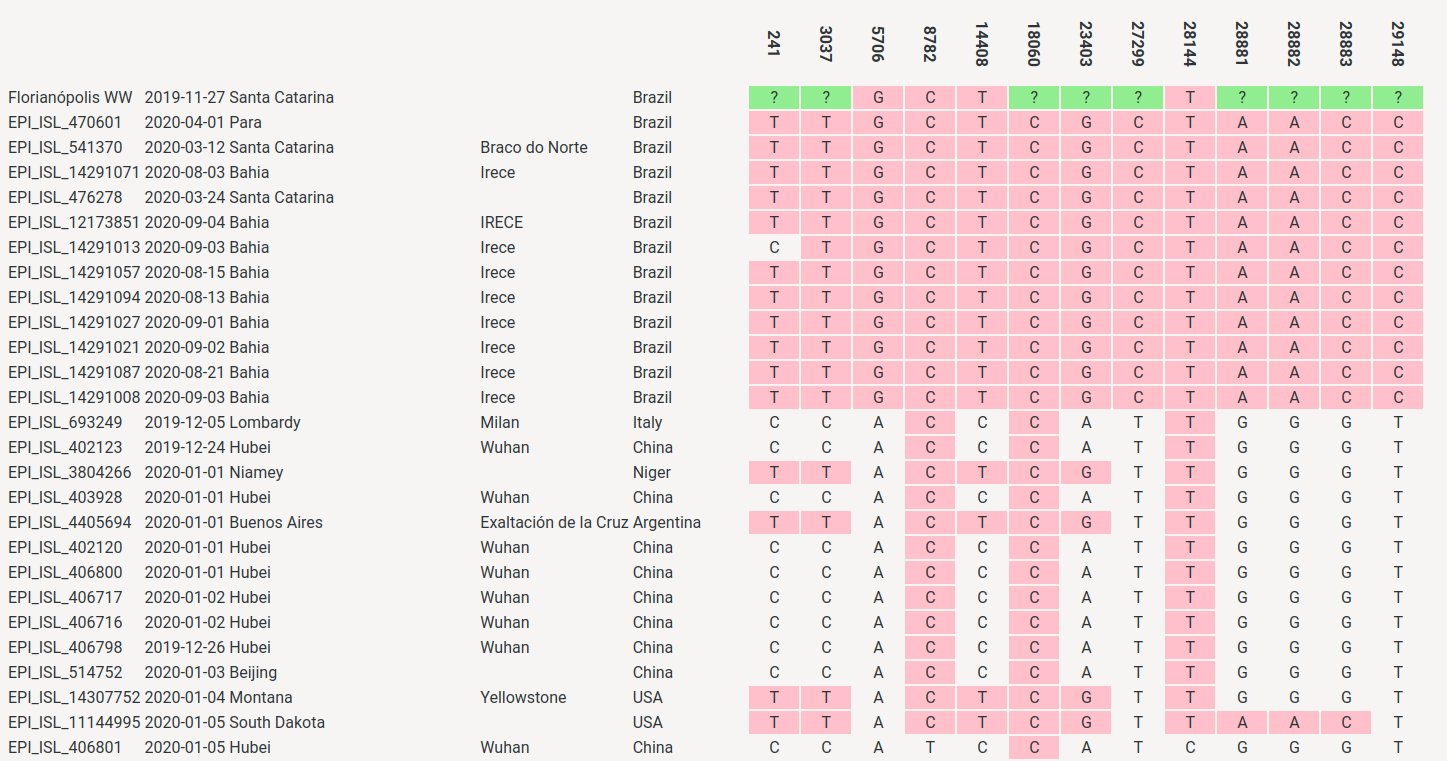 241 3037 5706 8782 14408 18060 23403 27299 28144 28881 28882 28883 29148
Florianópolis WW 2019-11-27 Santa Catarina Brazil ? ? G C T ? ? ? T ? ? ? ?
EPI_ISL_470601 2020-04-01 Para Brazil T T G C T C G C T A A C C
EPI_ISL_541370 2020-03-12 Santa Catarina Braco do Norte Brazil T T G C T C G C T A A C C
EPI_ISL_14291071 2020-08-03 Bahia Irece Brazil T T G C T C G C T A A C C
EPI_ISL_476278 2020-03-24 Santa Catarina Brazil T T G C T C G C T A A C C
EPI_ISL_12173851 2020-09-04 Bahia IRECE Brazil T T G C T C G C T A A C C
EPI_ISL_14291013 2020-09-03 Bahia Irece Brazil C T G C T C G C T A A C C
EPI_ISL_14291057 2020-08-15 Bahia Irece Brazil T T G C T C G C T A A C C
EPI_ISL_14291094 2020-08-13 Bahia Irece Brazil T T G C T C G C T A A C C
EPI_ISL_14291027 2020-09-01 Bahia Irece Brazil T T G C T C G C T A A C C
EPI_ISL_14291021 2020-09-02 Bahia Irece Brazil T T G C T C G C T A A C C
EPI_ISL_14291087 2020-08-21 Bahia Irece Brazil T T G C T C G C T A A C C
EPI_ISL_14291008 2020-09-03 Bahia Irece Brazil T T G C T C G C T A A C C
EPI_ISL_693249 2019-12-05 Lombardy Milan Italy C C A C C C A T T G G G T
EPI_ISL_402123 2019-12-24 Hubei Wuhan China C C A C C C A T T G G G T
EPI_ISL_3804266 2020-01-01 Niamey Niger T T A C T C G T T G G G T
EPI_ISL_403928 2020-01-01 Hubei Wuhan China C C A C C C A T T G G G T
EPI_ISL_4405694 2020-01-01 Buenos Aires Exaltación de la Cruz Argentina T T A C T C G T T G G G T
EPI_ISL_402120 2020-01-01 Hubei Wuhan China C C A C C C A T T G G G T
EPI_ISL_406800 2020-01-01 Hubei Wuhan China C C A C C C A T T G G G T
EPI_ISL_406717 2020-01-02 Hubei Wuhan China C C A C C C A T T G G G T
EPI_ISL_406716 2020-01-02 Hubei Wuhan China C C A C C C A T T G G G T
EPI_ISL_406798 2019-12-26 Hubei Wuhan China C C A C C C A T T G G G T
EPI_ISL_514752 2020-01-03 Beijing China C C A C C C A T T G G G T
EPI_ISL_14307752 2020-01-04 Montana Yellowstone USA T T A C T C G T T G G G T
EPI_ISL_11144995 2020-01-05 South Dakota USA T T A C T C G T T A A C T
EPI_ISL_406801 2020-01-05 Hubei Wuhan China C C A T C C A T C G G G T